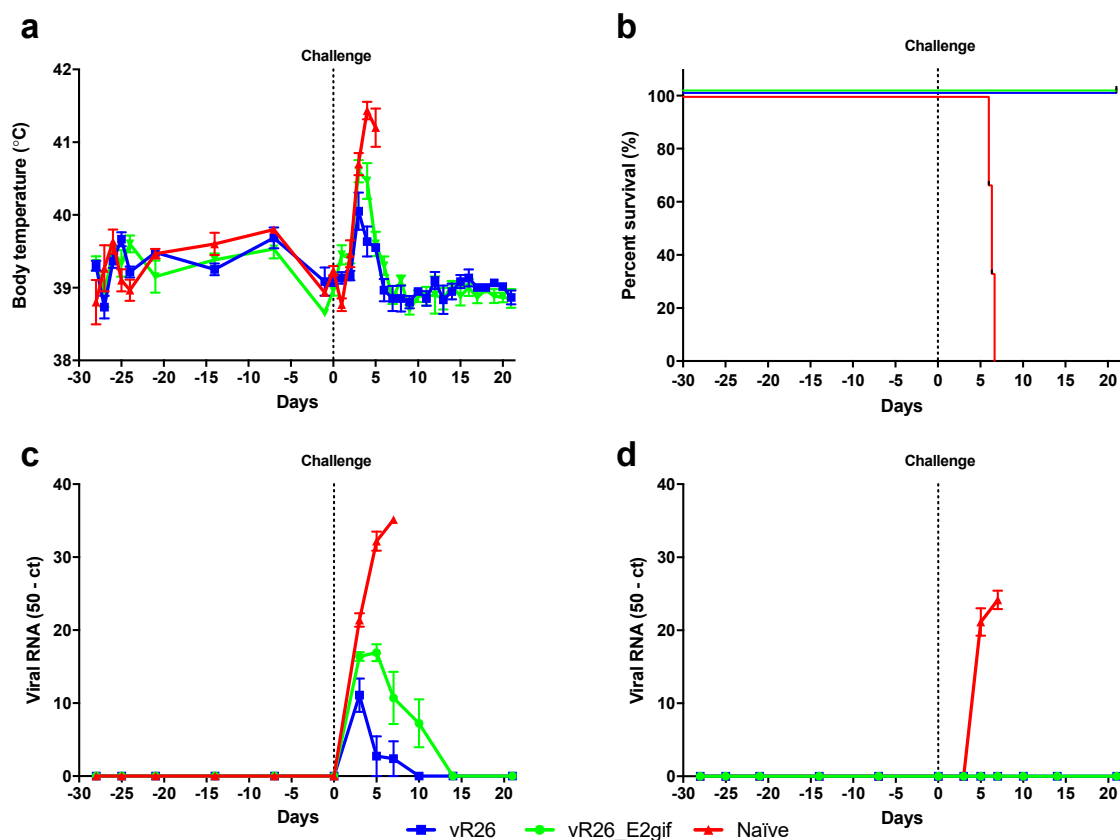 a
Challenge
42
41
40
39
38
Body temperature (°C)
-30 -25 -20 -15 -10 -5 0 5 10 15 20
Days
b
Challenge
100
80
60
40
20
0
Percent survival (%)
-30 -25 -20 -15 -10 -5 0 5 10 15 20
Days
c
Challenge
40
30
20
10
0
Viral RNA (50 - ct)
-30 -25 -20 -15 -10 -5 0 5 10 15 20
Days
d
Challenge
40
30
20
10
0
Viral RNA (50 - ct)
-30 -25 -20 -15 -10 -5 0 5 10 15 20
Days
vR26 vR26_E2gif Naïve